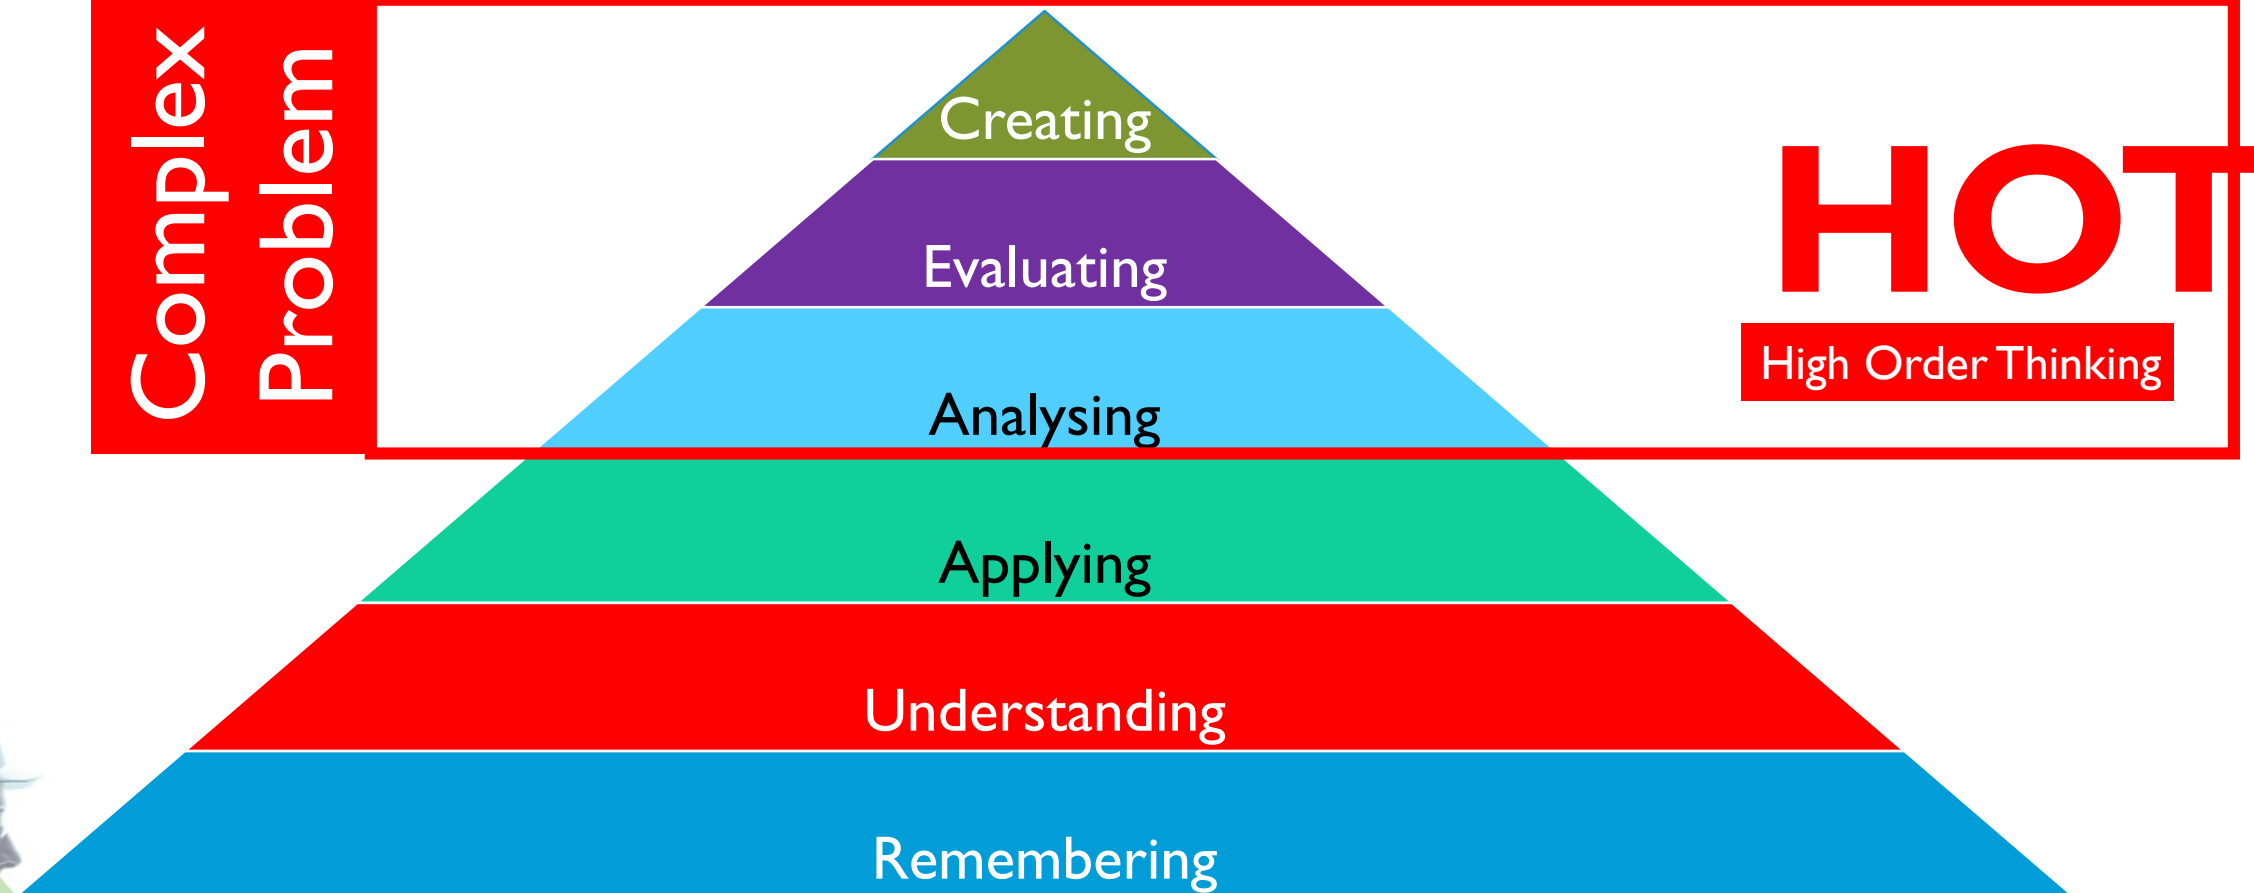 Complex
Problem
Creating
Evaluating
Analysing
Applying
Understanding
Remembering
HOT
High Order Thinking